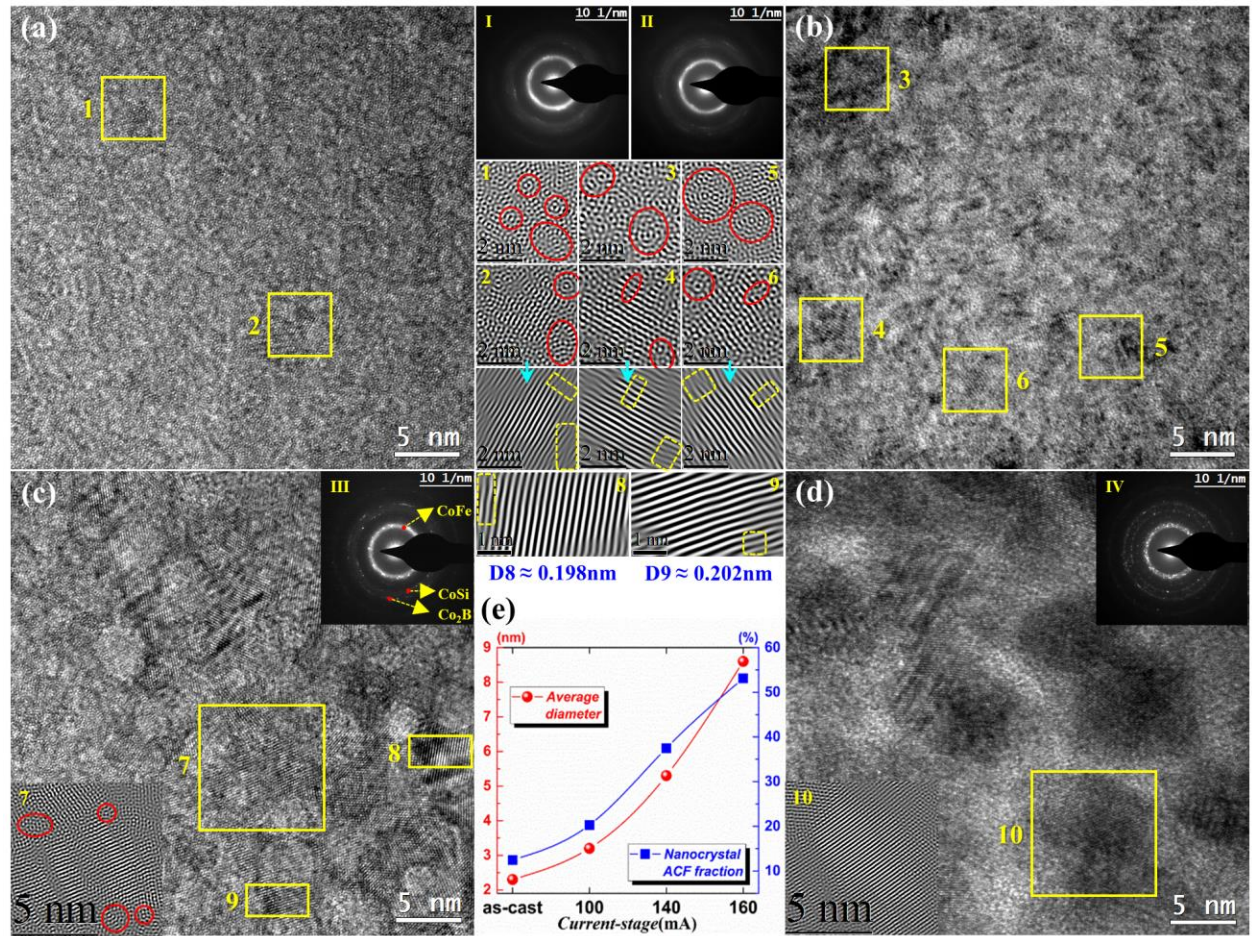 (a)
1
2
5 nm
I
10 1/nm
II
10 1/nm
1
2 nm
3
2 nm
5
2 nm
2
2 nm
4
2 nm
6
2 nm
2 nm
2 nm
2 nm
(b)
3
4
5
6
5 nm
(c)
III
10 1/nm
CoFe
CoSi
Co₂B
7
8
9
7
5 nm
5 nm
8
1 nm
9
1 nm
D8 ≈ 0.198nm
D9 ≈ 0.202nm
(e)
(nm)
(%)
9
8
7
6
5
4
3
2
60
50
40
30
20
10
Average
diameter
Nanocrystal
ACF fraction
as-cast
100
140
160
Current-stage(mA)
(d)
IV
10 1/nm
10
10
5 nm
5 nm